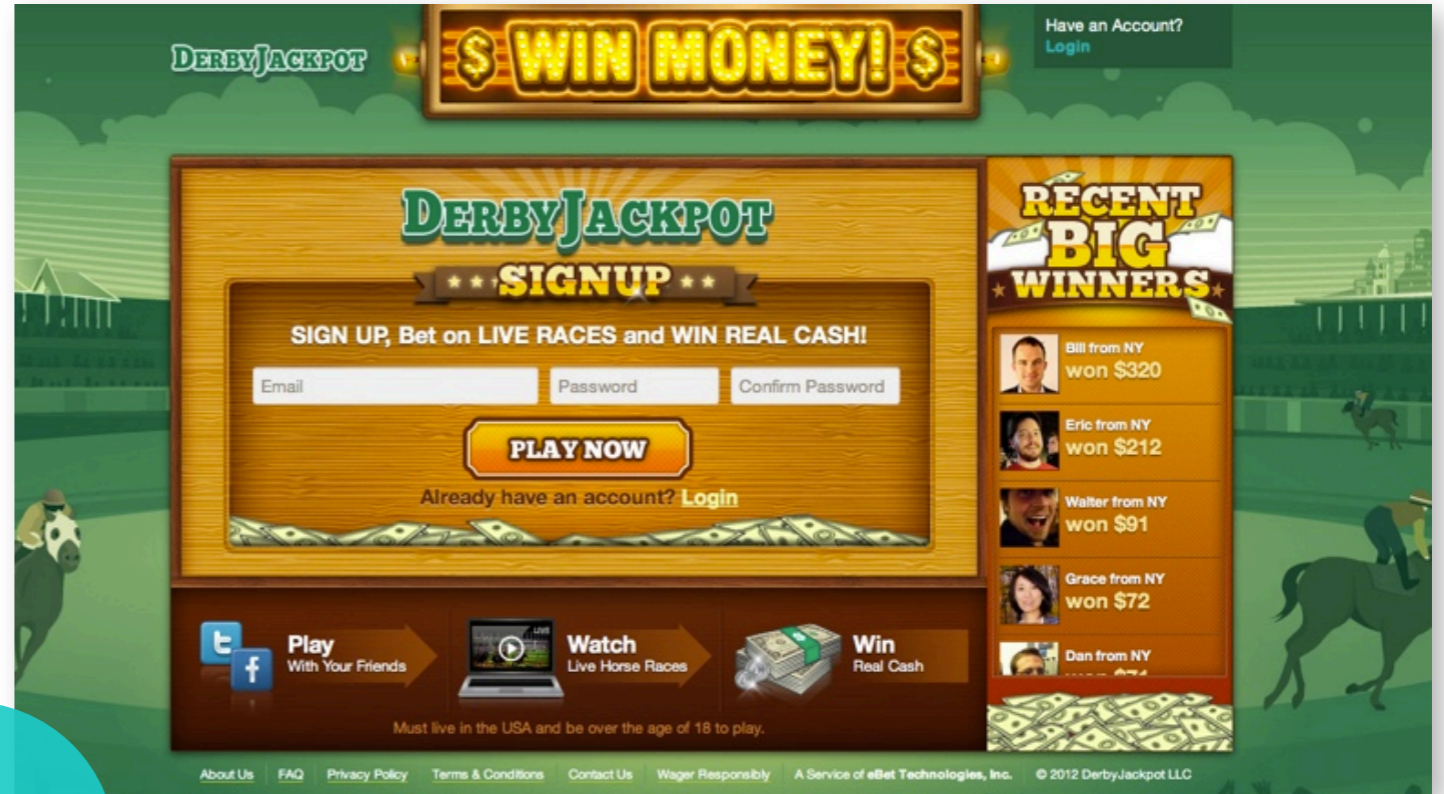 DERBYJACKPOT
$ WIN MONEY! $
Have an Account?
Login
DERBYJACKPOT
SIGNUP
SIGN UP, Bet on LIVE RACES and WIN REAL CASH!
Email
Password
Confirm Password
PLAY NOW
Already have an account? Login
RECENT
BIG
WINNERS
Bill from NY
won $320
Eric from NY
won $212
Walter from NY
won $91
Grace from NY
won $72
Dan from NY
t
f
Play
With Your Friends
LIVE
Watch
Live Horse Races
Win
Real Cash
Must live in the USA and be over the age of 18 to play.
About Us FAQ Privacy Policy Terms & Conditions Contact Us Wager Responsibly A Service of eBet Technologies, Inc. © 2012 DerbyJackpot LLC